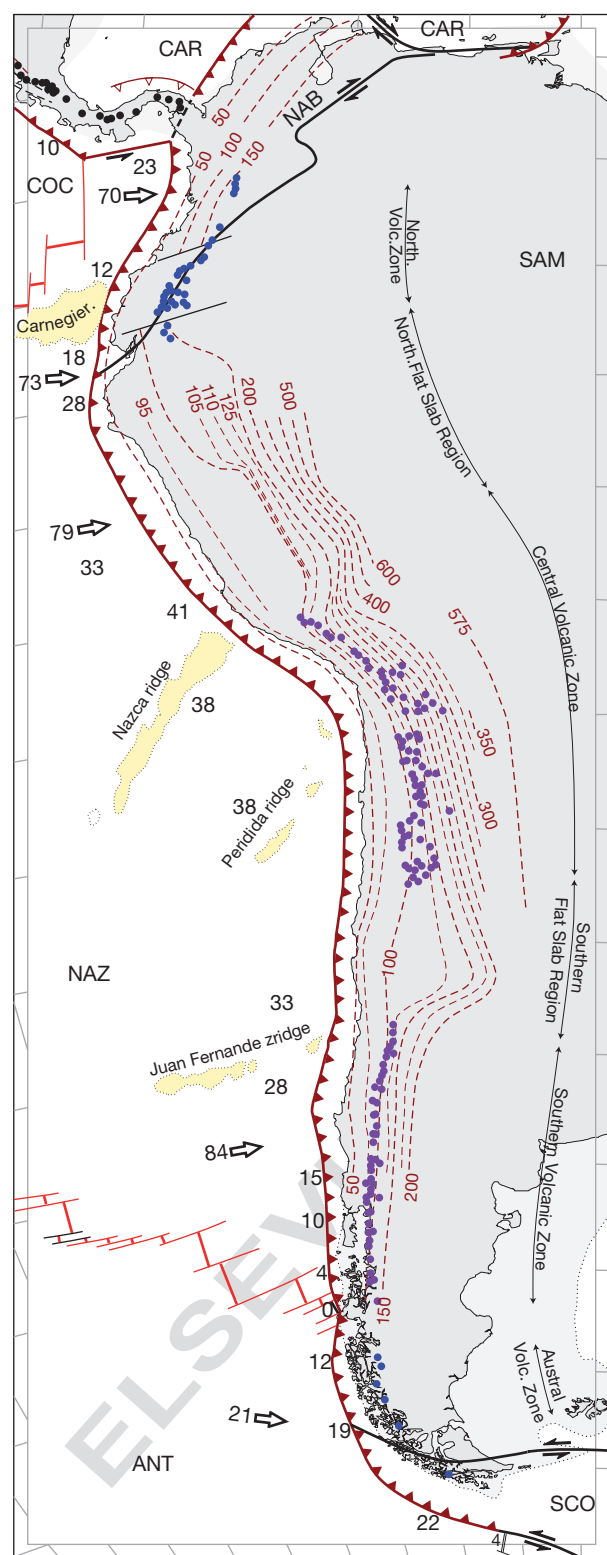 CAR
CAR
50
NAB
100
50
150
10
23
COC
70
12
Carnegier.
18
73
28
North.
Volc.Zone
SAM
North.Flat Slab Region
95
105
110
125
200
500
79
33
41
600
400
575
Central Volcanic Zone
Nazca ridge
38
350
38
Peridida ridge
300
NAZ
100
Southern
Flat Slab Region
33
Juan Fernande zridge
28
84
15
50
200
Southern Volcanic Zone
10
4
0
150
12
Austral
Volc. Zone
21
19
ANT
SCO
22
4
ELSEVI